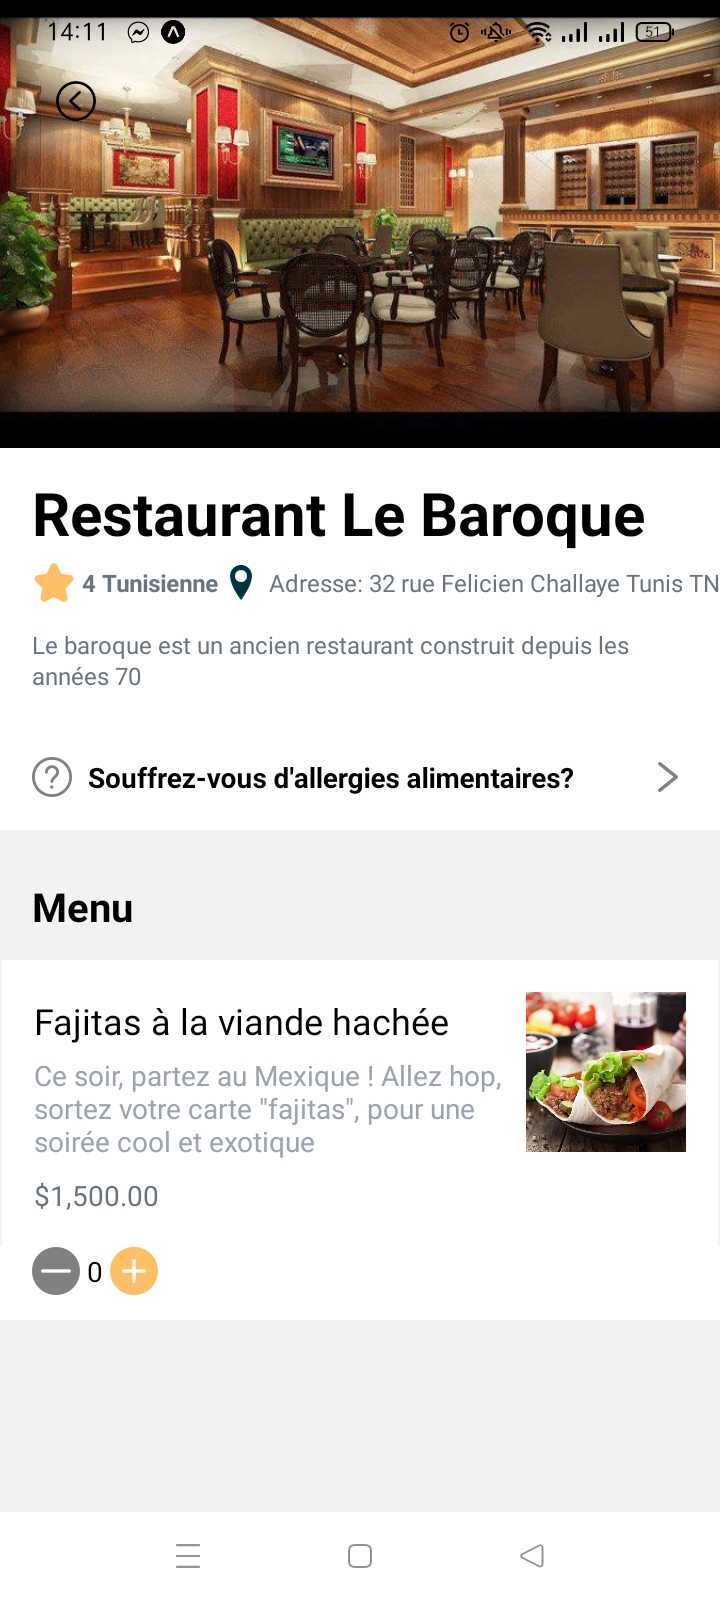 14:11
51
Restaurant Le Baroque
4 Tunisienne
Adresse: 32 rue Felicien Challaye Tunis TN
Le baroque est un ancien restaurant construit depuis les
années 70
Souffrez-vous d'allergies alimentaires?
Menu
Fajitas à la viande hachée
Ce soir, partez au Mexique ! Allez hop,
sortez votre carte "fajitas", pour une
soirée cool et exotique
$1,500.00
0